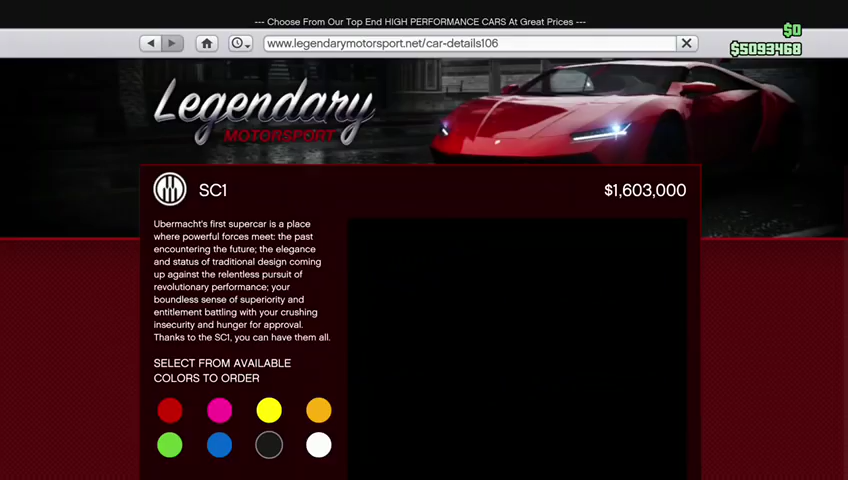 --- Choose From Our Top End HIGH PERFORMANCE CARS At Great Prices ---
$0
www.legendarymotorsport.net/car-details106
$5093468
Legendary
MOTORSPORT
SC1
$1,603,000
Ubermacht's first supercar is a place
where powerful forces meet: the past
encountering the future; the elegance
and status of traditional design coming
up against the relentless pursuit of
revolutionary performance; your
boundless sense of superiority and
entitlement battling with your crushing
insecurity and hunger for approval.
Thanks to the SC1, you can have them all.
SELECT FROM AVAILABLE
COLORS TO ORDER